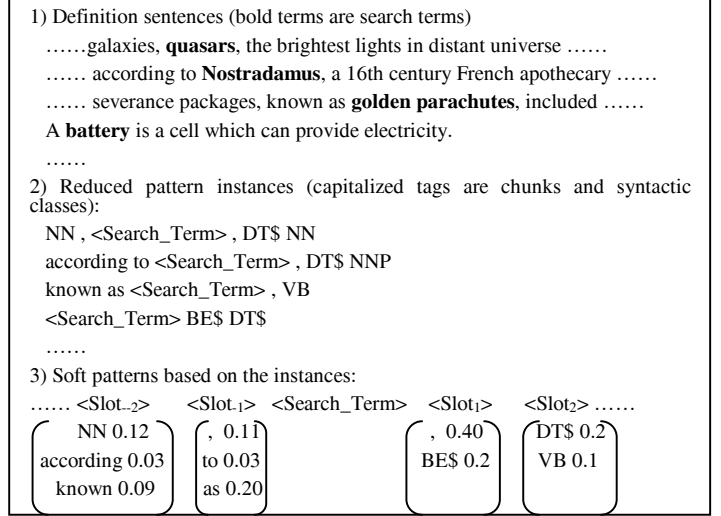 1) Definition sentences (bold terms are search terms)
……galaxies, quasars, the brightest lights in distant universe ……
…… according to Nostradamus, a 16th century French apothecary ……
…… severance packages, known as golden parachutes, included ……
A battery is a cell which can provide electricity.
……
2) Reduced pattern instances (capitalized tags are chunks and syntactic
classes):
NN , <Search_Term> , DT$ NN
according to <Search_Term> , DT$ NNP
known as <Search_Term> , VB
<Search_Term> BE$ DT$
……
3) Soft patterns based on the instances:
…… <Slot-2> <Slot-1> <Search_Term> <Slot1> <Slot2> ……
NN 0.12 , 0.11 , 0.40 DT$ 0.2
according 0.03 to 0.03 BE$ 0.2 VB 0.1
known 0.09 as 0.20